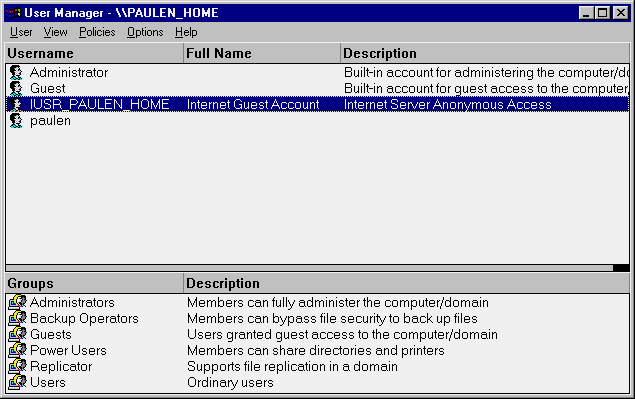 User Manager - \\PAULEN_HOME
User View Policies Options Help
Username Full Name Description
Administrator Built-in account for administering the computer/do
Guest Built-in account for guest access to the computer/
IUSR_PAULEN_HOME Internet Guest Account Internet Server Anonymous Access
paulen
Groups Description
Administrators Members can fully administer the computer/domain
Backup Operators Members can bypass file security to back up files
Guests Users granted guest access to the computer/domain
Power Users Members can share directories and printers
Replicator Supports file replication in a domain
Users Ordinary users